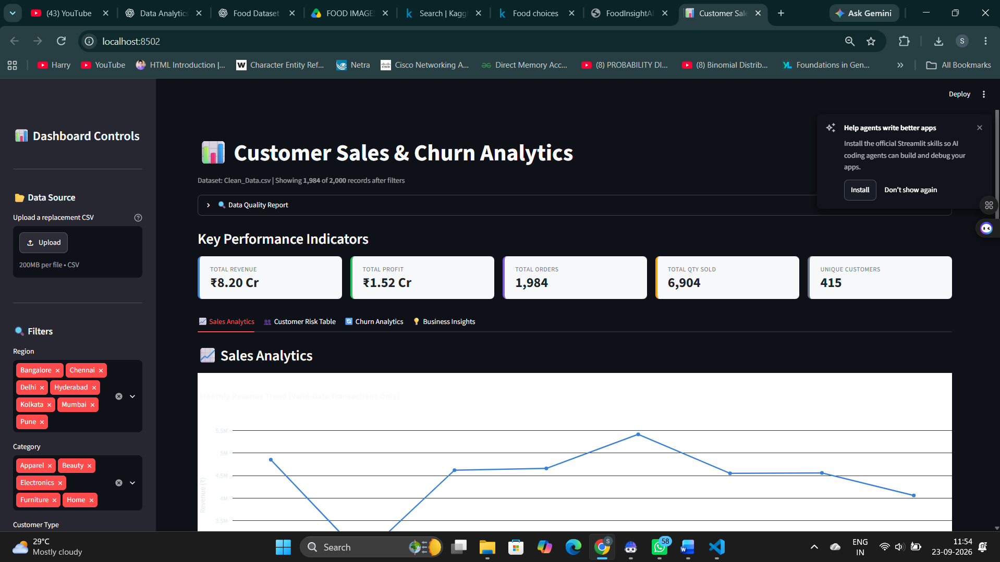 (43) YouTube
Data Analytics
Food Dataset
FOOD IMAGES
Search | Kagg
Food choices
FoodInsightAI
Customer Sale
Ask Gemini
localhost:8502
S
Harry
YouTube
HTML Introduction |...
Character Entity Ref...
Netra
Cisco Networking A...
Direct Memory Acc...
(8) PROBABILITY DI...
(8) Binomial Distrib...
Foundations in Gen...
All Bookmarks
Deploy
Dashboard Controls
Data Source
Upload a replacement CSV
Upload
200MB per file • CSV
Filters
Region
Bangalore
Chennai
Delhi
Hyderabad
Kolkata
Mumbai
Pune
Category
Apparel
Beauty
Electronics
Furniture
Home
Customer Type
Customer Sales & Churn Analytics
Dataset: Clean_Data.csv | Showing 1,984 of 2,000 records after filters
Data Quality Report
Help agents write better apps
Install the official Streamlit skills so AI
coding agents can build and debug your
apps.
Install
Don't show again
Key Performance Indicators
TOTAL REVENUE
₹8.20 Cr
TOTAL PROFIT
₹1.52 Cr
TOTAL ORDERS
1,984
TOTAL QTY SOLD
6,904
UNIQUE CUSTOMERS
415
Sales Analytics
Customer Risk Table
Churn Analytics
Business Insights
Sales Analytics
Monthly Revenue Trend (Valid-Date Transactions Only)
5.5M
5M
4.5M
4M
3.5M
Revenue (₹)
29°C
Mostly cloudy
Search
S
58
ENG
IN
11:54
23-09-2026